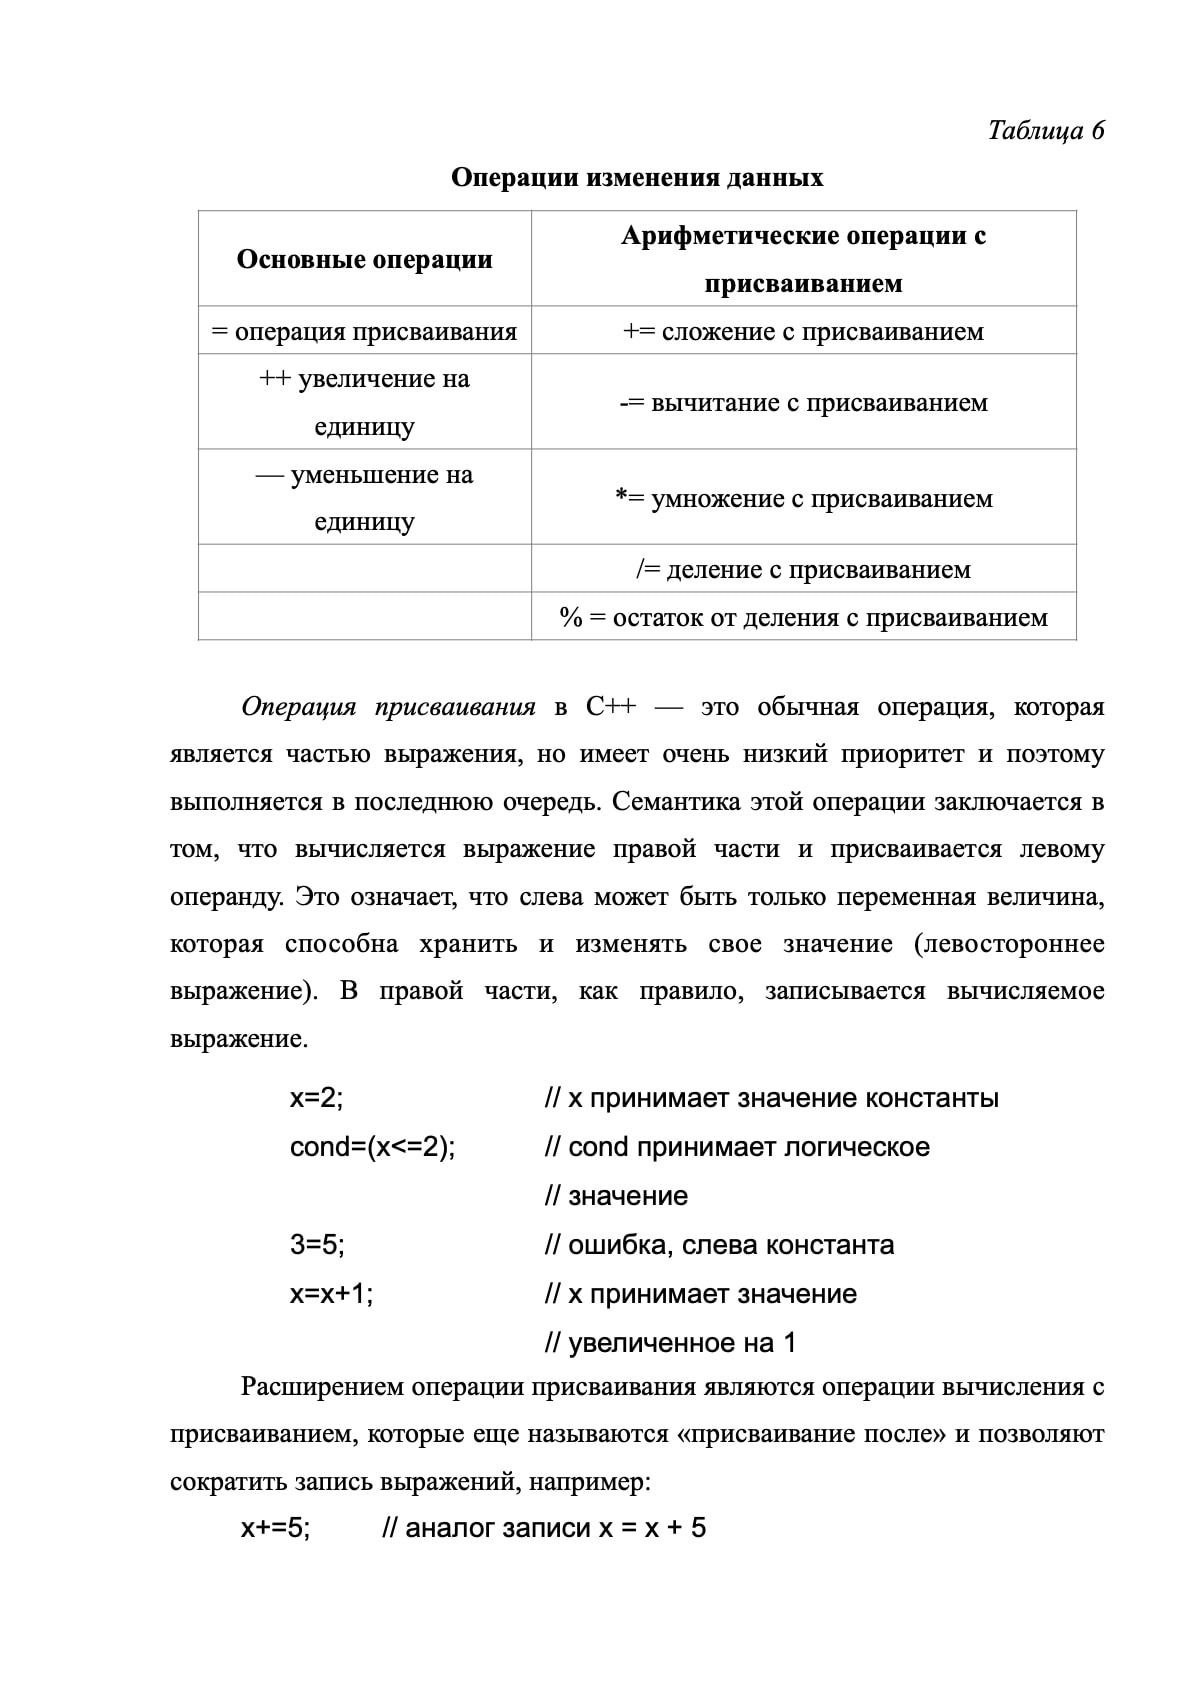 Таблица 6
Операции изменения данных
Основные операции
Арифметические операции с
присваиванием
= операция присваивания
+= сложение с присваиванием
++ увеличение на
единицу
-= вычитание с присваиванием
— уменьшение на
единицу
*= умножение с присваиванием
/= деление с присваиванием
% = остаток от деления с присваиванием
Операция присваивания в С++ — это обычная операция, которая
является частью выражения, но имеет очень низкий приоритет и поэтому
выполняется в последнюю очередь. Семантика этой операции заключается в
том, что вычисляется выражение правой части и присваивается левому
операнду. Это означает, что слева может быть только переменная величина,
которая способна хранить и изменять свое значение (левостороннее
выражение). В правой части, как правило, записывается вычисляемое
выражение.
x=2; // x принимает значение константы
cond=(x<=2); // cond принимает логическое
// значение
3=5; // ошибка, слева константа
x=x+1; // x принимает значение
// увеличенное на 1
Расширением операции присваивания являются операции вычисления с
присваиванием, которые еще называются «присваивание после» и позволяют
сократить запись выражений, например:
x+=5; // аналог записи x = x + 5